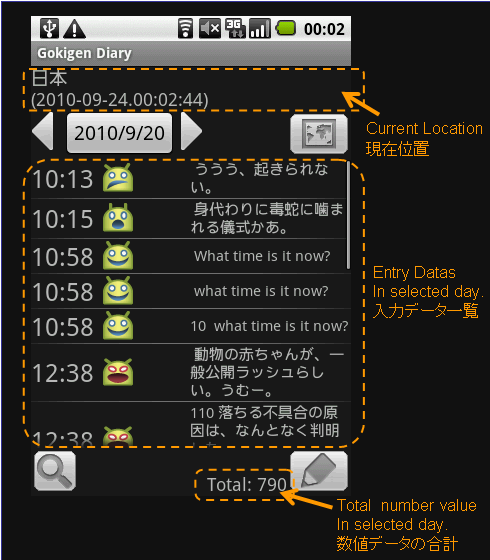 3G
00:02
Gokigen Diary
日本
(2010-09-24.00:02:44)
Current Location
現在位置
2010/9/20
10:13 ううう、起きられな
い。
10:15 身代わりに毒蛇に噛ま
れる儀式かあ。
10:58 What time is it now?
10:58 what time is it now?
10:58 10 what time is it now?
12:38 動物の赤ちゃんが、一
般公開ラッシュらし
い。うむー。
12:38 110 落ちる不具合の原
因は、なんとなく判明
Entry Datas
In selected day.
入力データ一覧
Total: 790
Total number value
In selected day.
数値データの合計